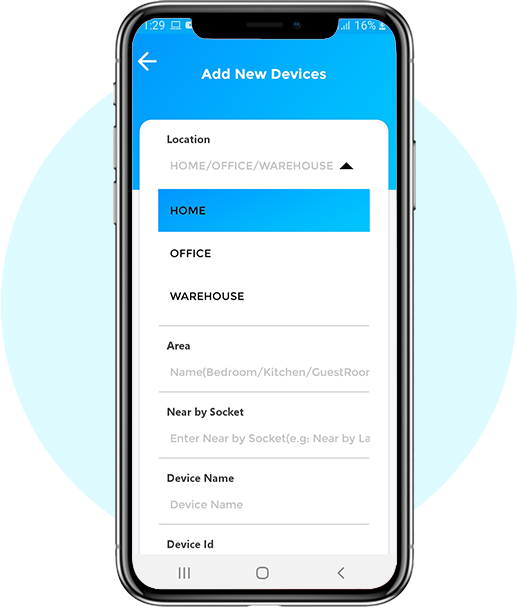 1:29 16%
Add New Devices
Location
HOME/OFFICE/WAREHOUSE
HOME
OFFICE
WAREHOUSE
Area
Name(Bedroom/Kitchen/GuestRoon
Near by Socket
Enter Near by Socket(e.g: Near by La
Device Name
Device Name
Device Id